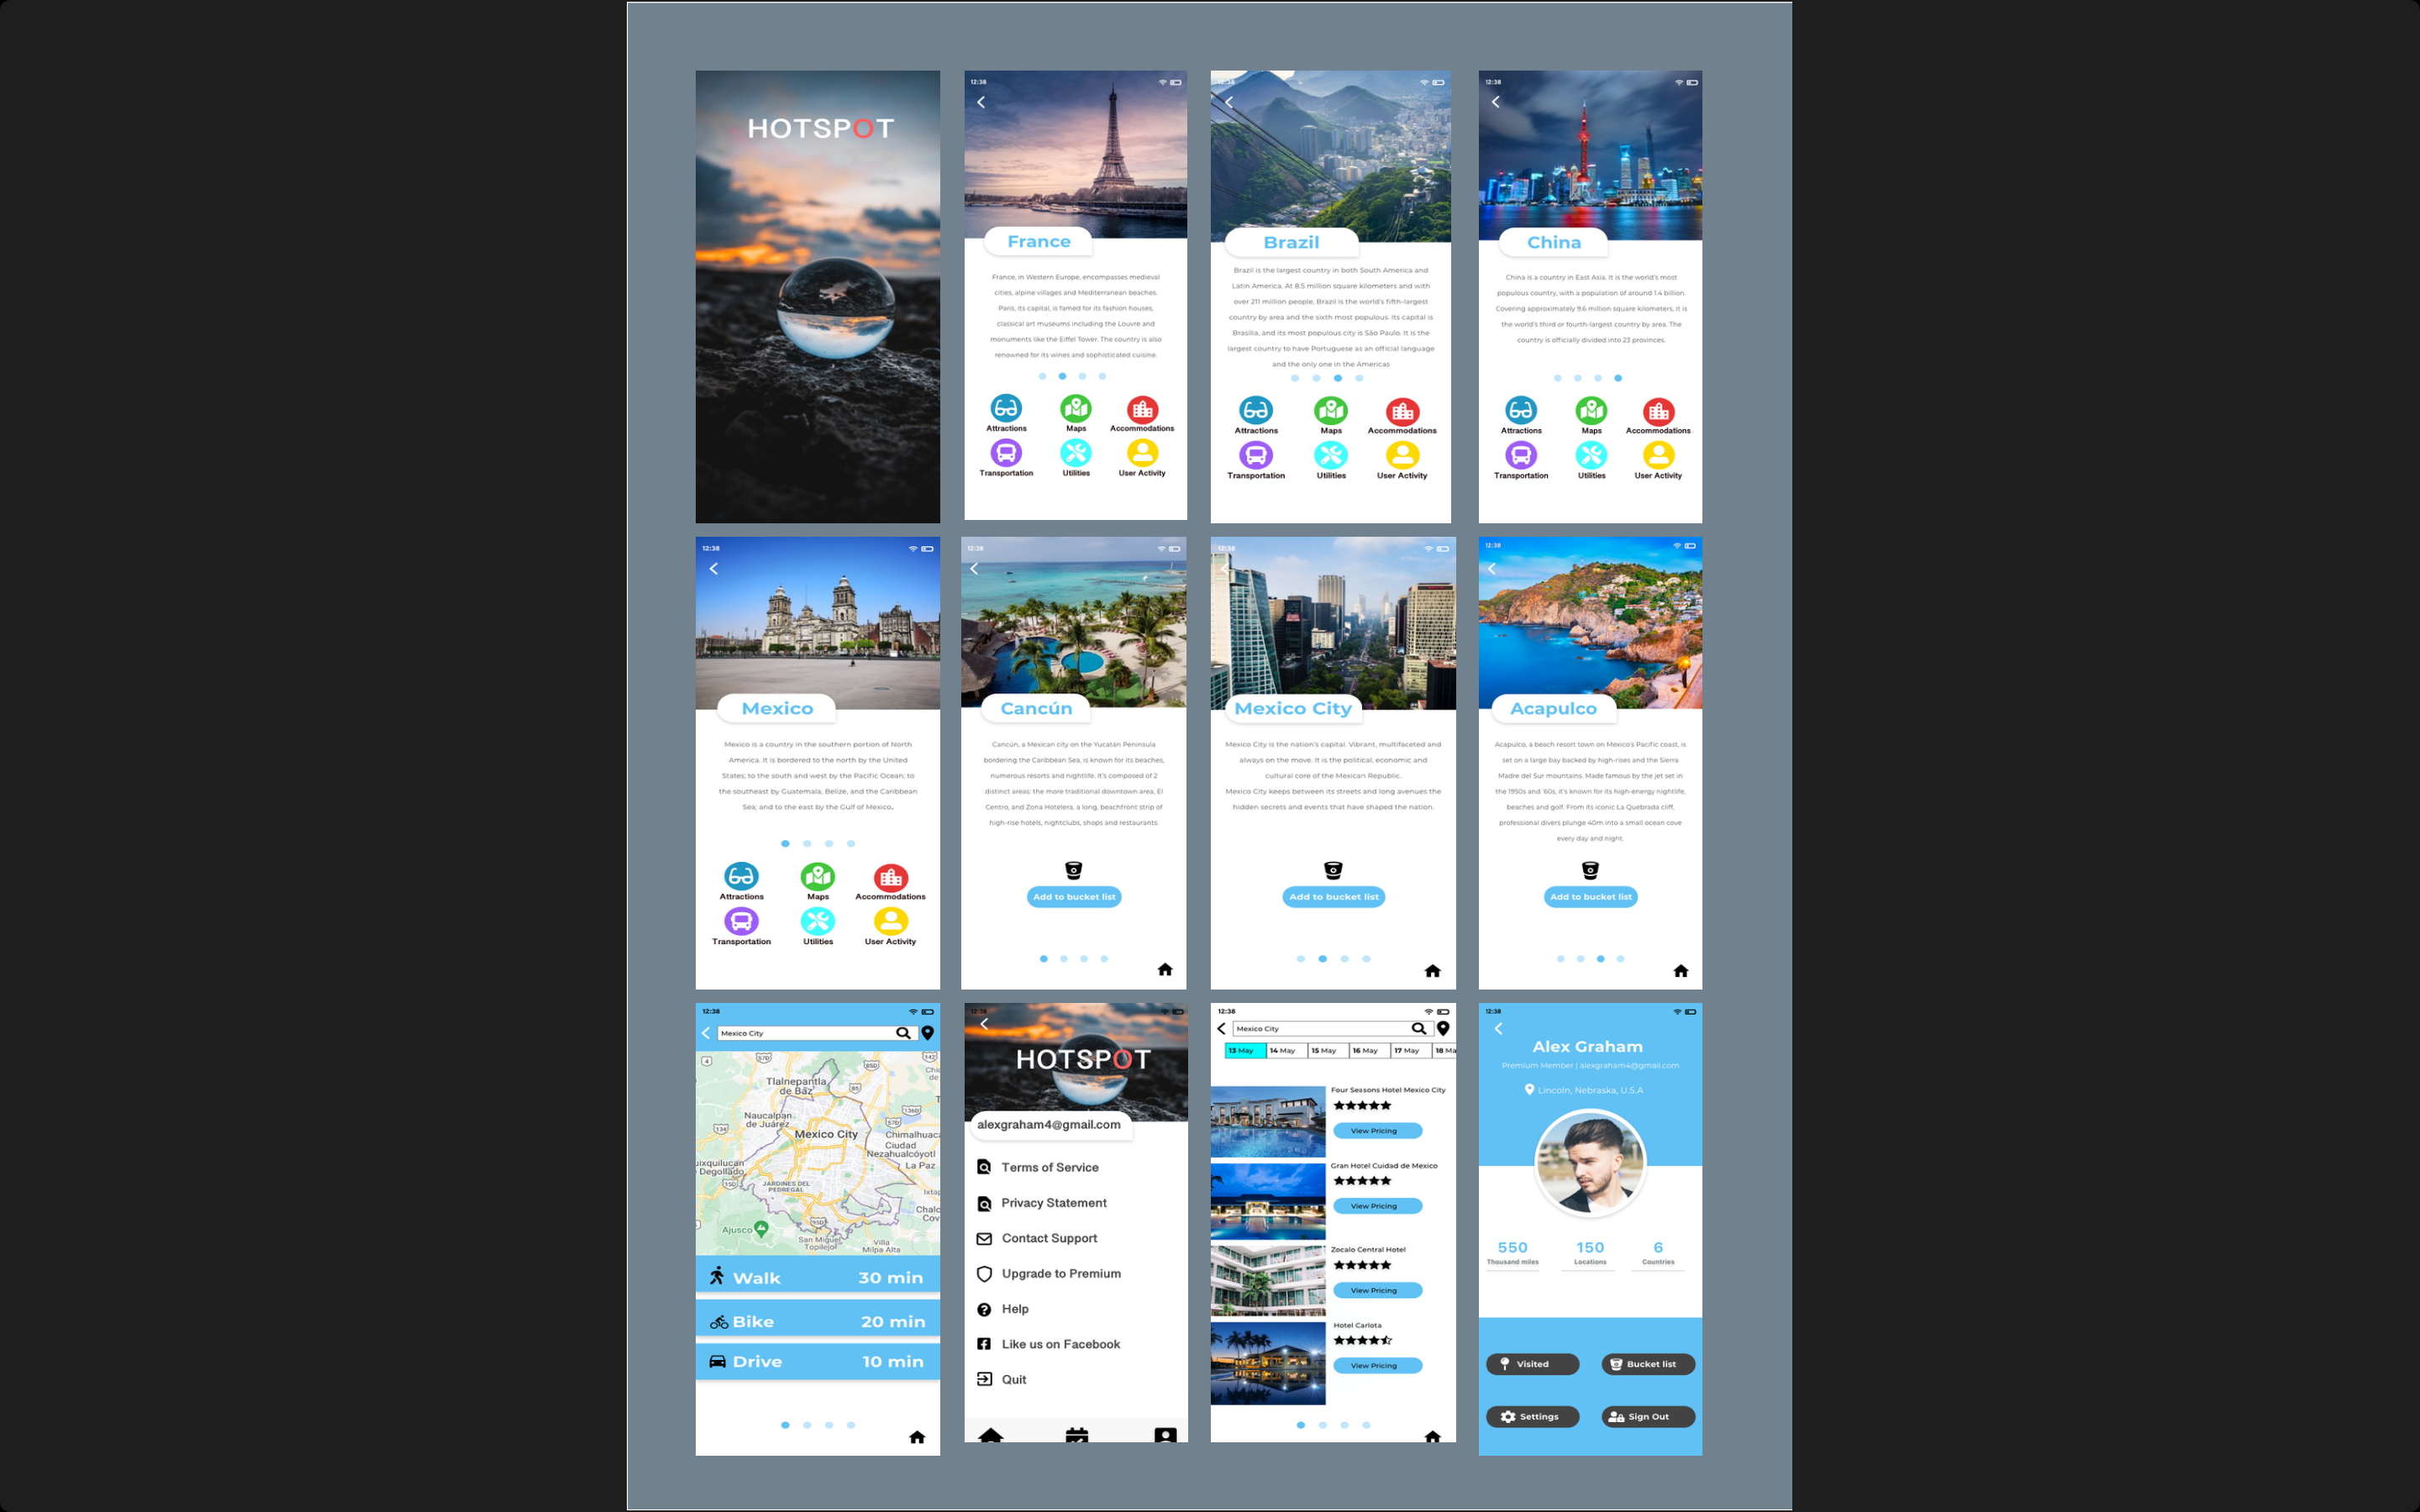 HOTSPOT
12:38
France
France, in Western Europe, encompasses medieval
cities, alpine villages and Mediterranean beaches.
Paris, its capital, is famed for its fashion houses,
classical art museums including the Louvre and
monuments like the Eiffel Tower. The country is also
renowned for its wines and sophisticated cuisine.
Attractions Maps Accommodations
Transportation Utilities User Activity
12:38
Brazil
Brazil is the largest country in both South America and
Latin America. At 8.5 million square kilometers and with
over 211 million people, Brazil is the world's fifth-largest
country by area and the sixth most populous. Its capital is
Brasília, and its most populous city is São Paulo. It is the
largest country to have Portuguese as an official language
and the only one in the Americas
Attractions Maps Accommodations
Transportation Utilities User Activity
12:38
China
China is a country in East Asia. It is the world's most
populous country, with a population of around 1.4 billion.
Covering approximately 9.6 million square kilometers, it is
the world's third or fourth-largest country by area. The
country is officially divided into 23 provinces.
Attractions Maps Accommodations
Transportation Utilities User Activity
12:38
Mexico
Mexico is a country in the southern portion of North
America. It is bordered to the north by the United
States; to the south and west by the Pacific Ocean; to
the southeast by Guatemala, Belize, and the Caribbean
Sea; and to the east by the Gulf of Mexico.
Attractions Maps Accommodations
Transportation Utilities User Activity
12:38
Cancún
Cancún, a Mexican city on the Yucatán Peninsula
bordering the Caribbean Sea, is known for its beaches,
numerous resorts and nightlife. It's composed of 2
distinct areas: the more traditional downtown area, El
Centro, and Zona Hotelera, a long, beachfront strip of
high-rise hotels, nightclubs, shops and restaurants.
Add to bucket list
12:38
Mexico City
Mexico City is the nation's capital. Vibrant, multifaceted and
always on the move. It is the political, economic and
cultural core of the Mexican Republic.
Mexico City keeps between its streets and long avenues the
hidden secrets and events that have shaped the nation.
Add to bucket list
12:38
Acapulco
Acapulco, a beach resort town on Mexico's Pacific coast, is
set on a large bay backed by high-rises and the Sierra
Madre del Sur mountains. Made famous by the jet set in
the 1950s and '60s, it's known for its high-energy nightlife,
beaches and golf. From its iconic La Quebrada cliff,
professional divers plunge 40m into a small ocean cove
every day and night.
Add to bucket list
12:38
Mexico City
4
57D
142
Tlalnepantla
de Baz
85D
Chi
de
85
Naucalpan
de Juárez
136D
134
57D
Mexico City
Chimalhuac
Ciudad
Nezahualcóyotl
La Paz
uixquilucan
Degollado
15D
JARDINES DEL
PEDREGAL
Ixta
Chalc
Cov
Ajusco
95D
San Miguel
Topilejo
Villa
Milpa Alta
Walk 30 min
Bike 20 min
Drive 10 min
12:38
HOTSPOT
alexgraham4@gmail.com
Terms of Service
Privacy Statement
Contact Support
Upgrade to Premium
Help
Like us on Facebook
Quit
12:38
Mexico City
13 May 14 May 15 May 16 May 17 May 18 Ma
Four Seasons Hotel Mexico City
View Pricing
Gran Hotel Cuidad de Mexico
View Pricing
Zocalo Central Hotel
View Pricing
Hotel Carlota
View Pricing
12:38
Alex Graham
Premium Member | alexgraham4@gmail.com
Lincoln, Nebraska, U.S.A
550 150 6
Thousand miles Locations Countries
Visited Bucket list
Settings Sign Out